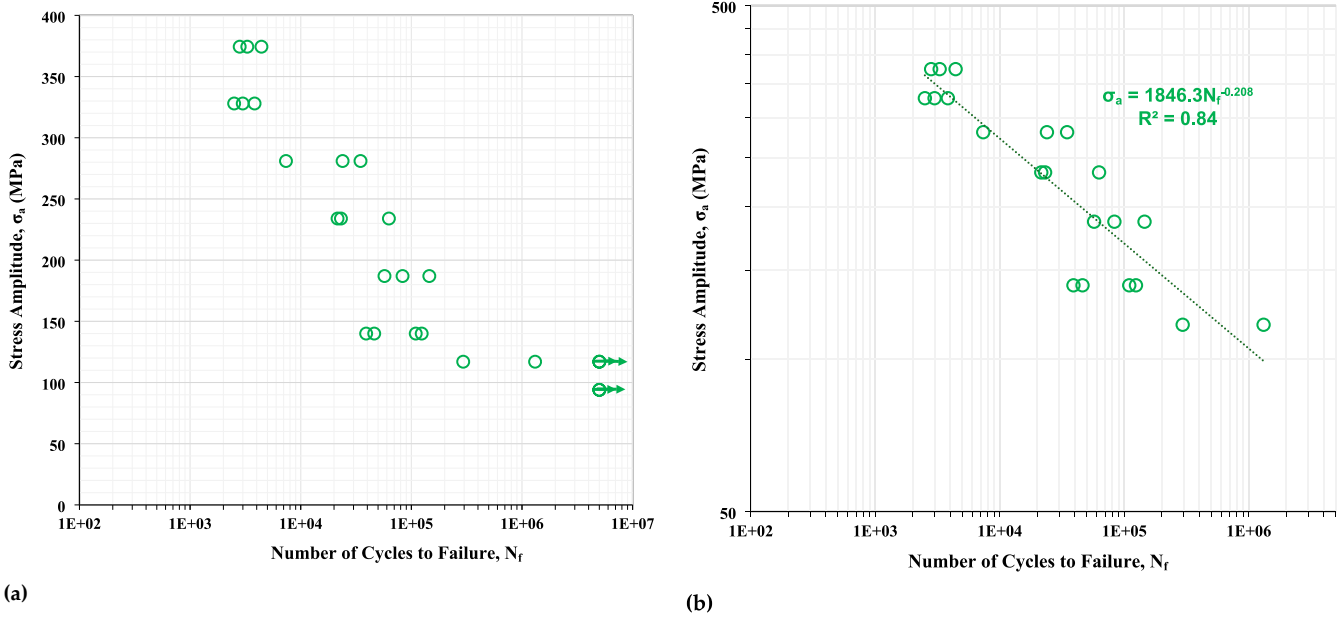 400
350
300
250
200
150
100
50
0
Stress Amplitude, σa (MPa)
1E+02 1E+03 1E+04 1E+05 1E+06 1E+07
Number of Cycles to Failure, Nf
(a)
500
50
Stress Amplitude, σa (MPa)
σa = 1846.3Nf-0.208
R² = 0.84
1E+02 1E+03 1E+04 1E+05 1E+06
Number of Cycles to Failure, Nf
(b)